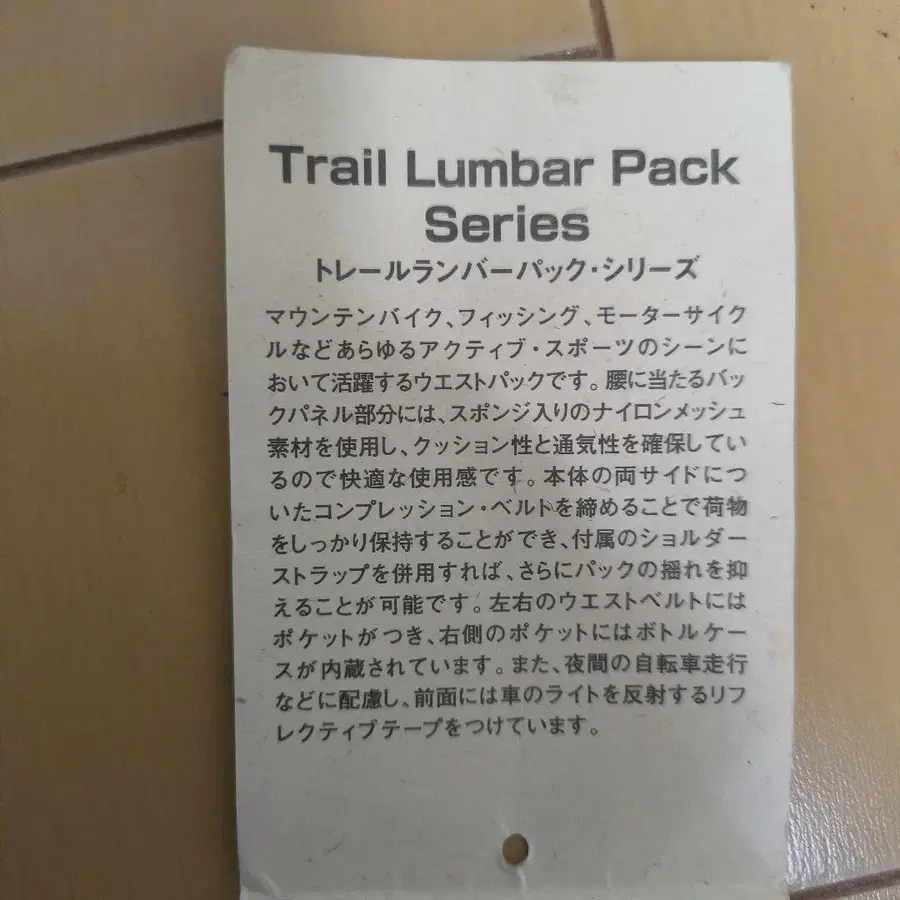 Trail Lumbar Pack
Series
トレールランバーパック・シリーズ
マウンテンバイク、フィッシング、モーターサイク
ルなどあらゆるアクティブ・スポーツのシーンに
おいて活躍するウエストパックです。腰に当たるバッ
クパネル部分には、スポンジ入りのナイロンメッシュ
素材を使用し、クッション性と通気性を確保してい
るので快適な使用感です。本体の両サイドにつ
いたコンプレッション・ベルトを締めることで荷物
をしっかり保持することができ、付属のショルダー
ストラップを併用すれば、さらにパックの揺れを抑
えることが可能です。左右のウエストベルトには
ポケットがつき、右側のポケットにはボトルケー
スが内蔵されています。また、夜間の自転車走行
などに配慮し、前面には車のライトを反射するリフ
レクティブテープをつけています。